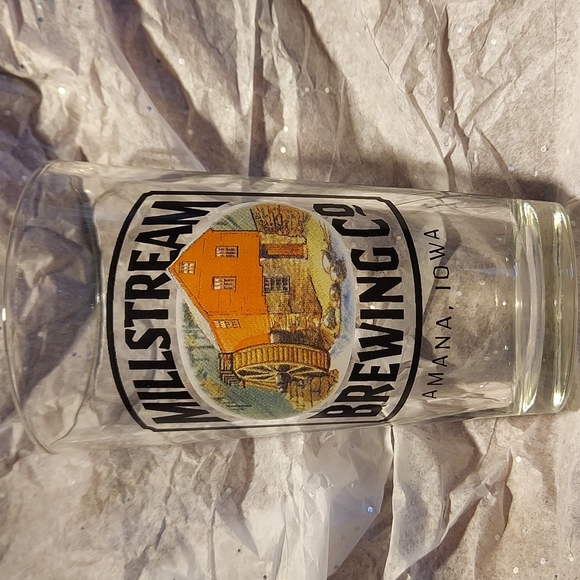 MILLSTREAM
BREWING Cº
AMANA, IOWA